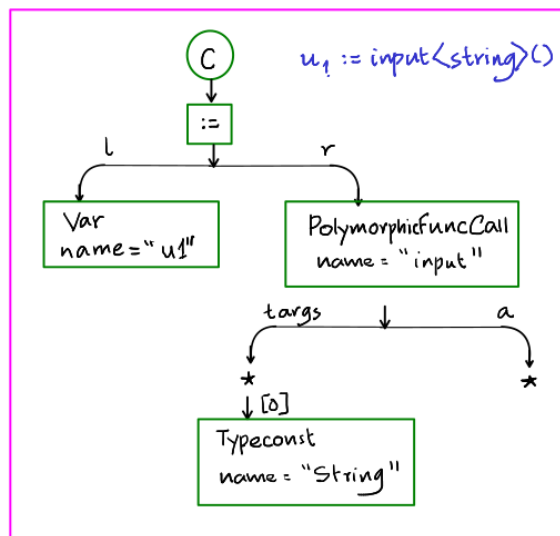 C
u₁ := input<string>()
:=
l
r
Var
name="u1"
PolymorphicFuncCall
name = "input"
targs
a
*
*
[0]
Typeconst
name = "String"